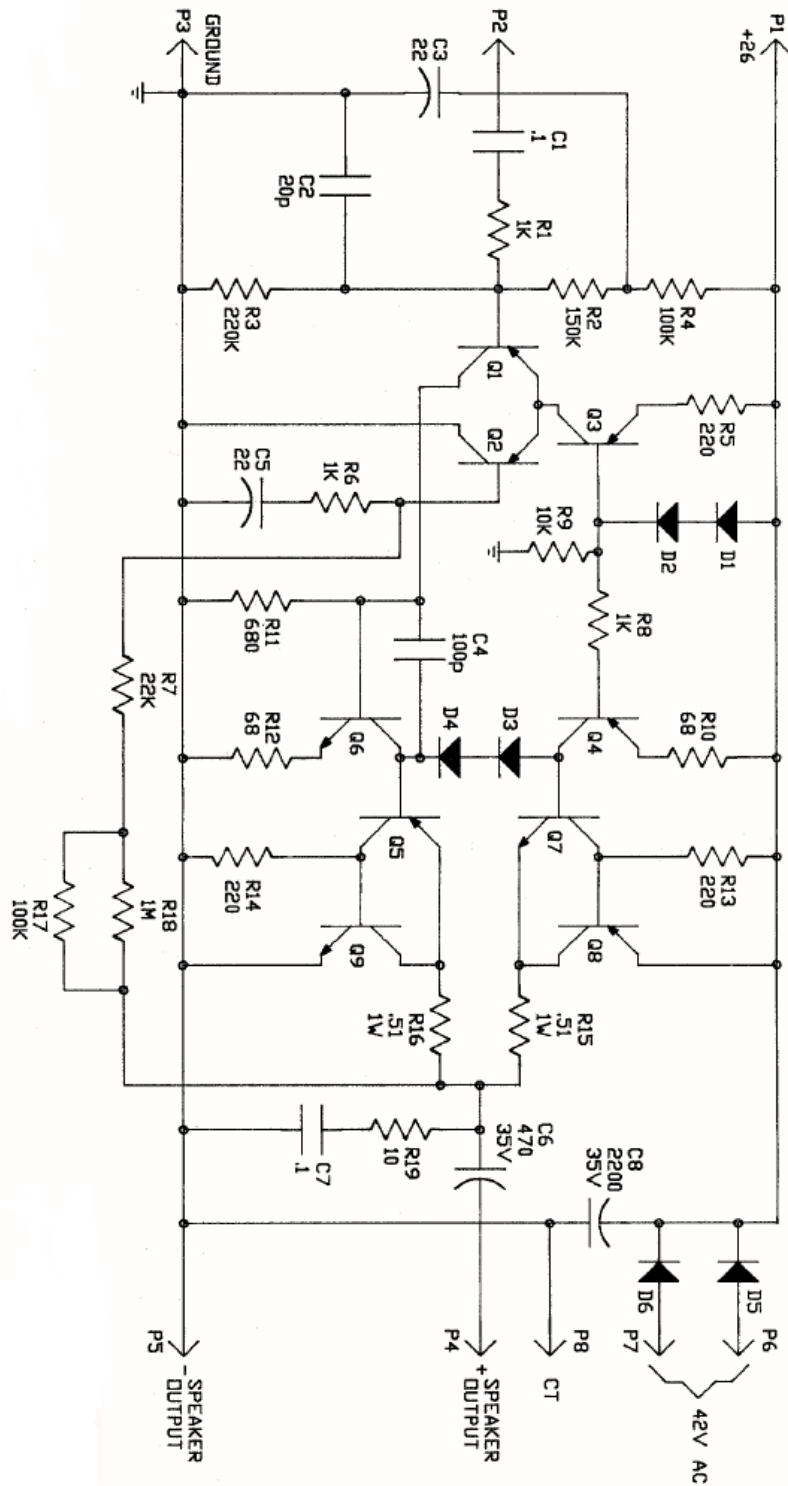 P1
+26
P2
P3
GROUND
C3
22
C1
.1
C2
20p
R1
1K
R2
150K
R4
100K
R3
220K
Q1
Q2
Q3
R5
220
C5
22
R6
1K
R9
10K
D2
D1
R7
22K
R11
680
C4
100p
R8
1K
R12
68
Q6
D4
D3
Q4
R10
68
R17
100K
R18
1M
R14
220
Q5
Q7
R13
220
Q9
Q8
R16
.51
1W
R15
.51
1W
C7
.1
R19
10
C6
470
35V
C8
2200
35V
D6
D5
P5
P4
P8
P7
P6
- SPEAKER
OUTPUT
+ SPEAKER
OUTPUT
CT
42V AC